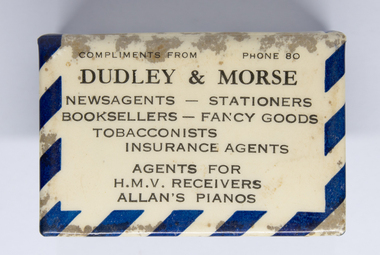 COMPLIMENTS FROM PHONE 80
DUDLEY & MORSE
NEWSAGENTS — STATIONERS
BOOKSELLERS — FANCY GOODS
TOBACCONISTS
INSURANCE AGENTS
AGENTS FOR
H.M.V. RECEIVERS
ALLAN'S PIANOS